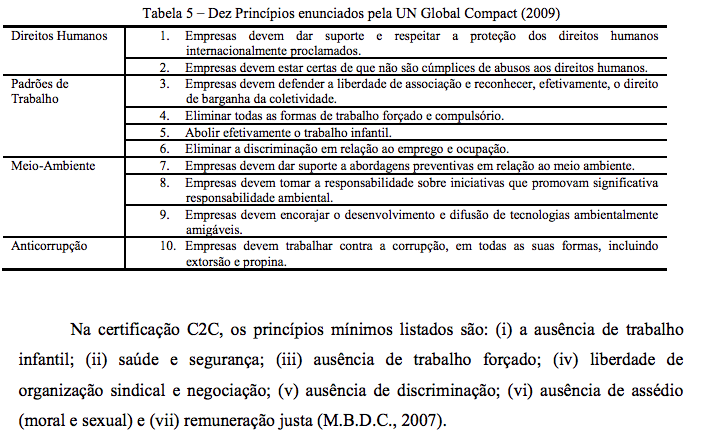 Tabela 5 – Dez Princípios enunciados pela UN Global Compact (2009)
Direitos Humanos
1. Empresas devem dar suporte e respeitar a proteção dos direitos humanos
internacionalmente proclamados.
2. Empresas devem estar certas de que não são cúmplices de abusos aos direitos humanos.
Padrões de
Trabalho
3. Empresas devem defender a liberdade de associação e reconhecer, efetivamente, o direito
de barganha da coletividade.
4. Eliminar todas as formas de trabalho forçado e compulsório.
5. Abolir efetivamente o trabalho infantil.
6. Eliminar a discriminação em relação ao emprego e ocupação.
Meio-Ambiente
7. Empresas devem dar suporte a abordagens preventivas em relação ao meio ambiente.
8. Empresas devem tomar a responsabilidade sobre iniciativas que promovam significativa
responsabilidade ambiental.
9. Empresas devem encorajar o desenvolvimento e difusão de tecnologias ambientalmente
amigáveis.
Anticorrupção
10. Empresas devem trabalhar contra a corrupção, em todas as suas formas, incluindo
extorsão e propina.
Na certificação C2C, os princípios mínimos listados são: (i) a ausência de trabalho
infantil; (ii) saúde e segurança; (iii) ausência de trabalho forçado; (iv) liberdade de
organização sindical e negociação; (v) ausência de discriminação; (vi) ausência de assédio
(moral e sexual) e (vii) remuneração justa (M.B.D.C., 2007).